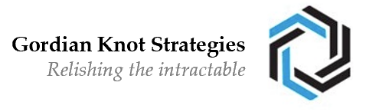 Gordian Knot Strategies
Relishing the intractable